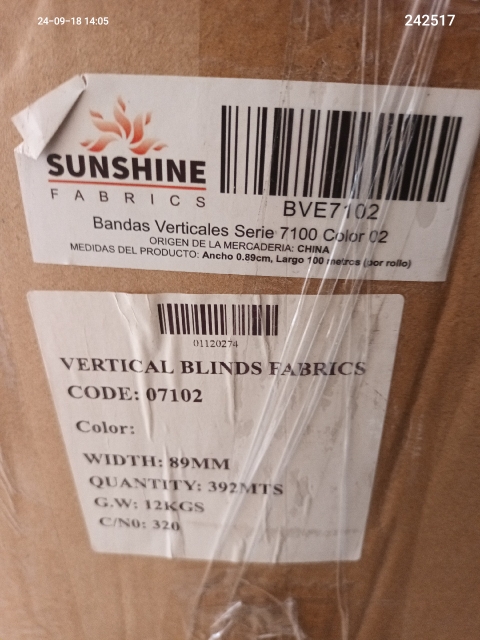 24-09-18 14:05
242517
SUNSHINE
FABRICS
BVE7102
Bandas Verticales Serie 7100 Color 02
ORIGEN DE LA MERCADERIA: CHINA
MEDIDAS DEL PRODUCTO: Ancho 0.89cm, Largo 100 metros (por rollo)
01120274
VERTICAL BLINDS FABRICS
CODE: 07102
Color:
WIDTH: 89MM
QUANTITY: 392MTS
G.W: 12KGS
C/N0: 320